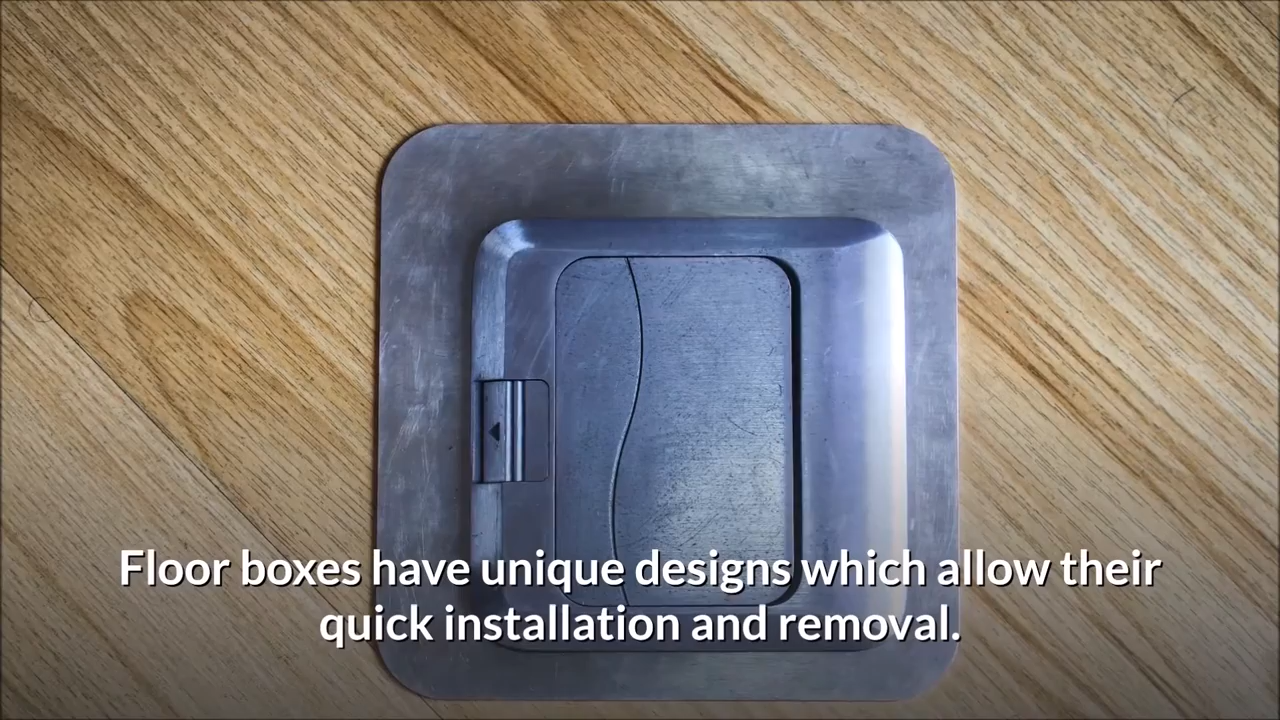 Floor boxes have unique designs which allow their
quick installation and removal.